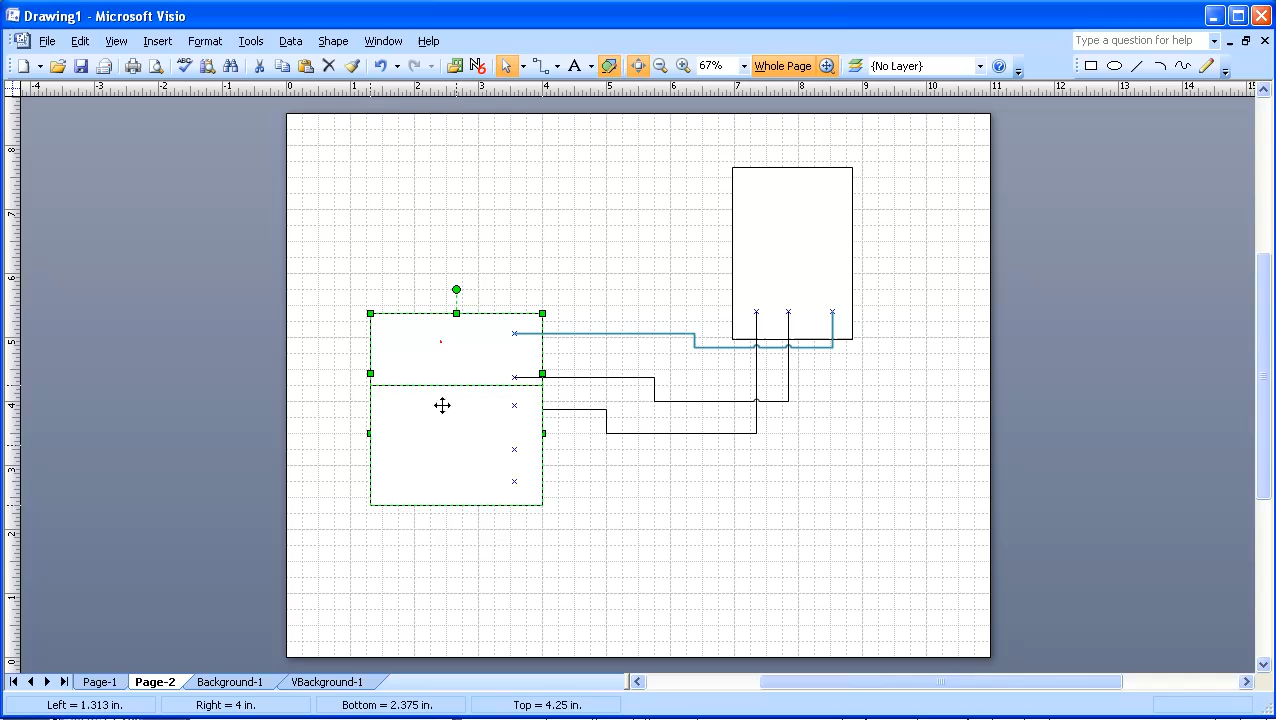 Drawing1 - Microsoft Visio
File Edit View Insert Format Tools Data Shape Window Help
Type a question for help
67% Whole Page {No Layer}
-4 -3 -2 -1 0 1 2 3 4 5 6 7 8 9 10 11 12 13 14 15
8
7
6
5
4
3
2
1
0
Page-1 Page-2 Background-1 VBackground-1
Left = 1.313 in. Right = 4 in. Bottom = 2.375 in. Top = 4.25 in.